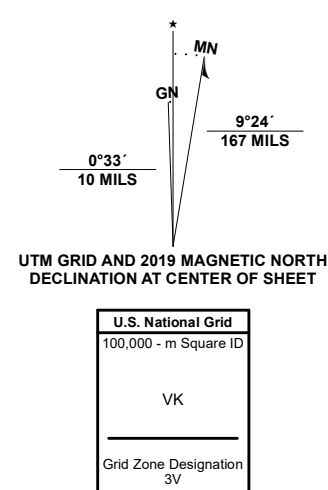 ★
MN
GN
9°24´
167 MILS
0°33´
10 MILS
UTM GRID AND 2019 MAGNETIC NORTH
DECLINATION AT CENTER OF SHEET
U.S. National Grid
100,000 - m Square ID
VK
Grid Zone Designation
3V